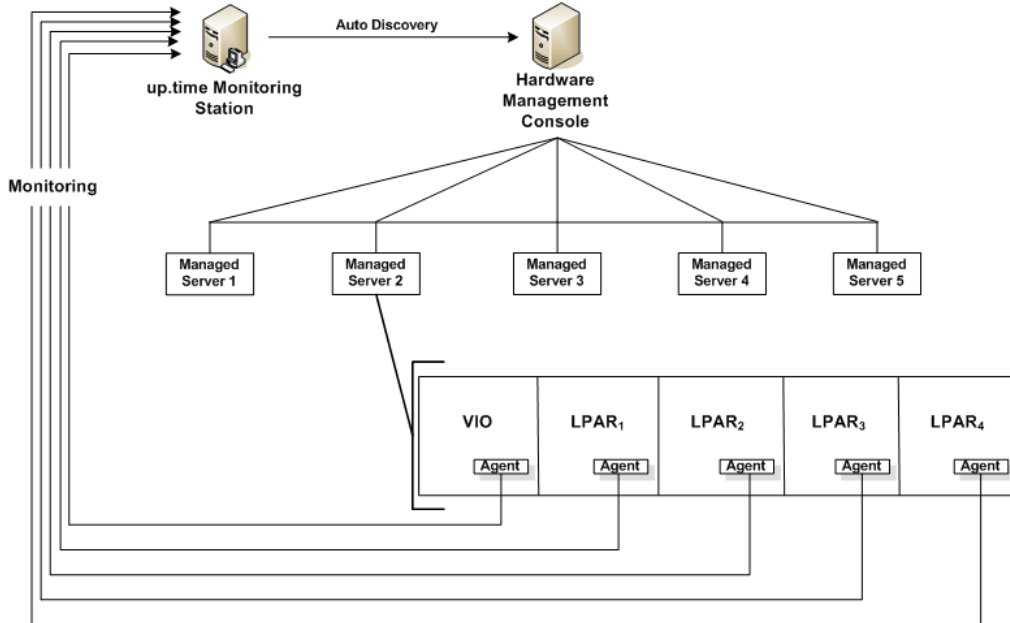 Auto Discovery
up.time Monitoring
Station
Hardware
Management
Console
Monitoring
Managed
Server 1
Managed
Server 2
Managed
Server 3
Managed
Server 4
Managed
Server 5
VIO
LPAR₁
LPAR₂
LPAR₃
LPAR₄
Agent
Agent
Agent
Agent
Agent